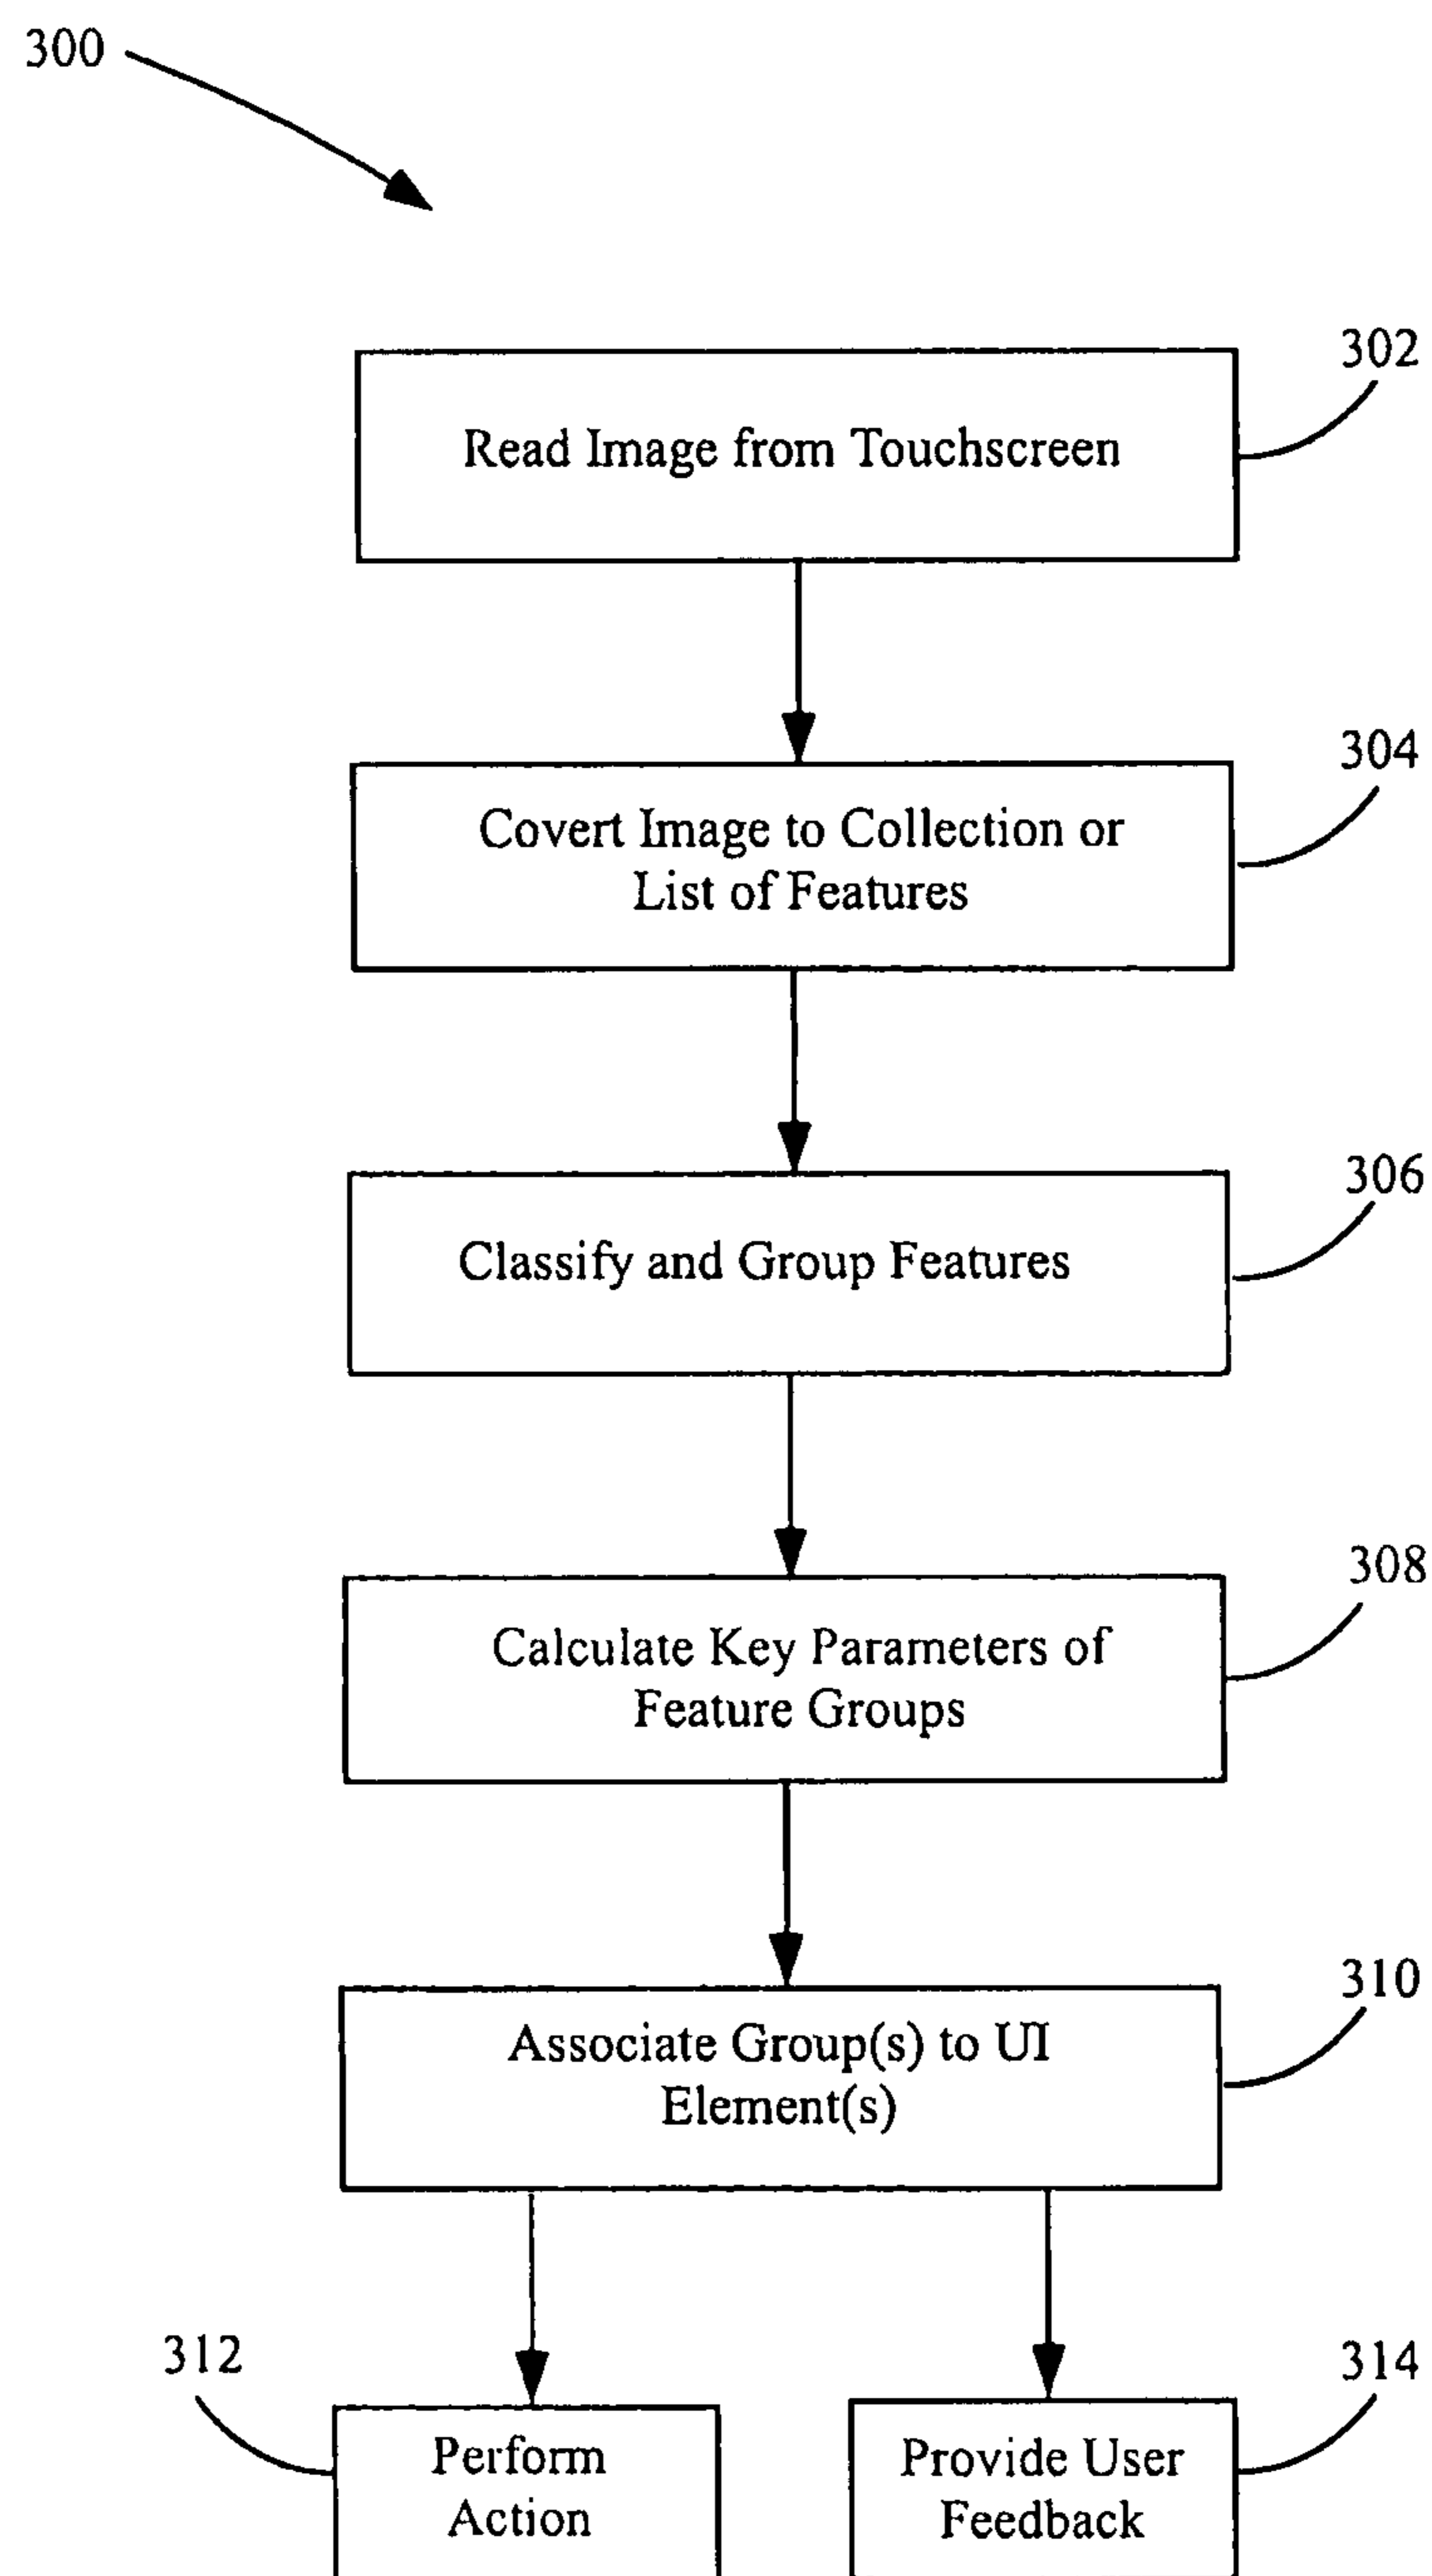 300
302
Read Image from Touchscreen
304
Covert Image to Collection or
List of Features
306
Classify and Group Features
308
Calculate Key Parameters of
Feature Groups
310
Associate Group(s) to UI
Element(s)
312
Perform
Action
314
Provide User
Feedback